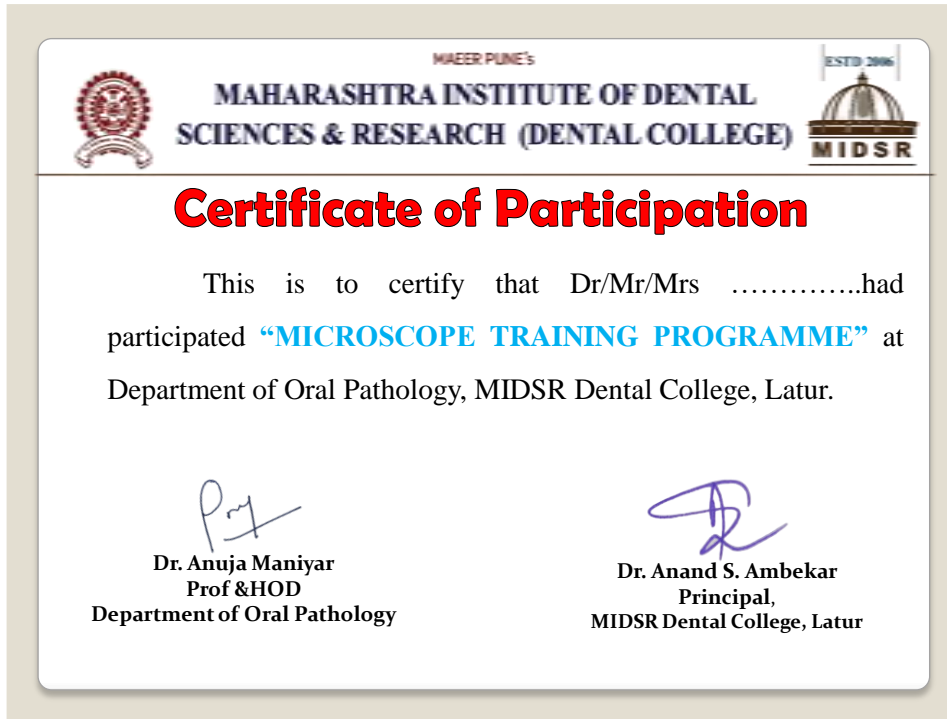 MAEER PUNE's
ESTD 2006
MAHARASHTRA INSTITUTE OF DENTAL
SCIENCES & RESEARCH (DENTAL COLLEGE)
MIDSR
Certificate of Participation
This is to certify that Dr/Mr/Mrs …………..had
participated “MICROSCOPE TRAINING PROGRAMME” at
Department of Oral Pathology, MIDSR Dental College, Latur.
Dr. Anuja Maniyar
Prof &HOD
Department of Oral Pathology
Dr. Anand S. Ambekar
Principal,
MIDSR Dental College, Latur